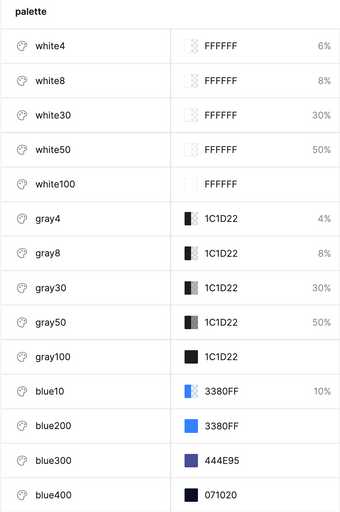 palette
white4 FFFFFF 6%
white8 FFFFFF 8%
white30 FFFFFF 30%
white50 FFFFFF 50%
white100 FFFFFF
gray4 1C1D22 4%
gray8 1C1D22 8%
gray30 1C1D22 30%
gray50 1C1D22 50%
gray100 1C1D22
blue10 3380FF 10%
blue200 3380FF
blue300 444E95
blue400 071020